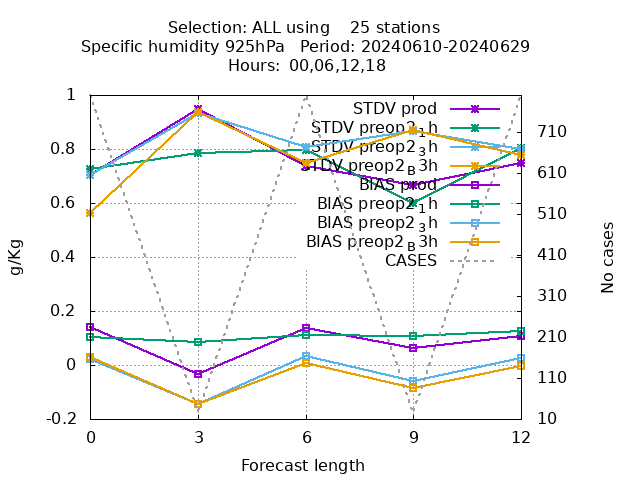 Selection: ALL using    25 stations
Specific humidity 925hPa   Period: 20240610-20240629
Hours: 00,06,12,18
1
0.8
0.6
0.4
0.2
0
-0.2
g/Kg
STDV prod
STDV preop2_1h
STDV preop2_3h
STDV preop2_B3h
BIAS prod
BIAS preop2_1h
BIAS preop2_3h
BIAS preop2_B3h
CASES
710
610
510
410
310
210
110
10
No cases
0 3 6 9 12
Forecast length